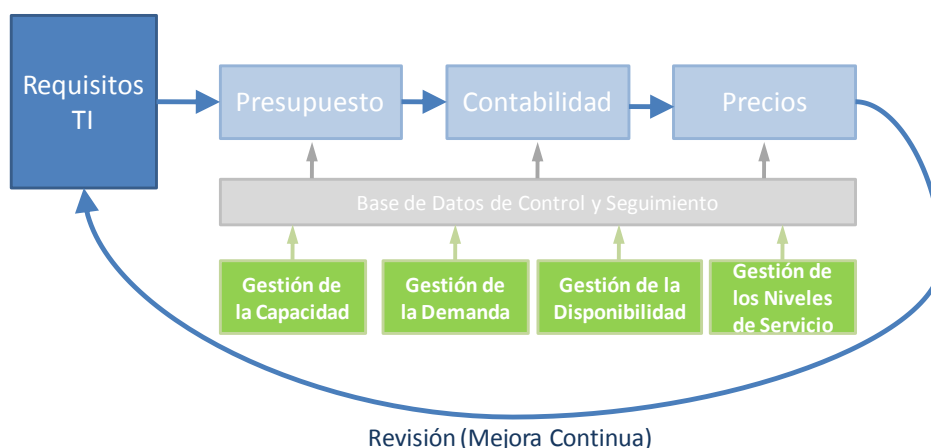 Requisitos
TI
Presupuesto
Contabilidad
Precios
Base de Datos de Control y Seguimiento
Gestión de
la Capacidad
Gestión de
la Demanda
Gestión de la
Disponibilidad
Gestión de
los Niveles
de Servicio
Revisión (Mejora Continua)